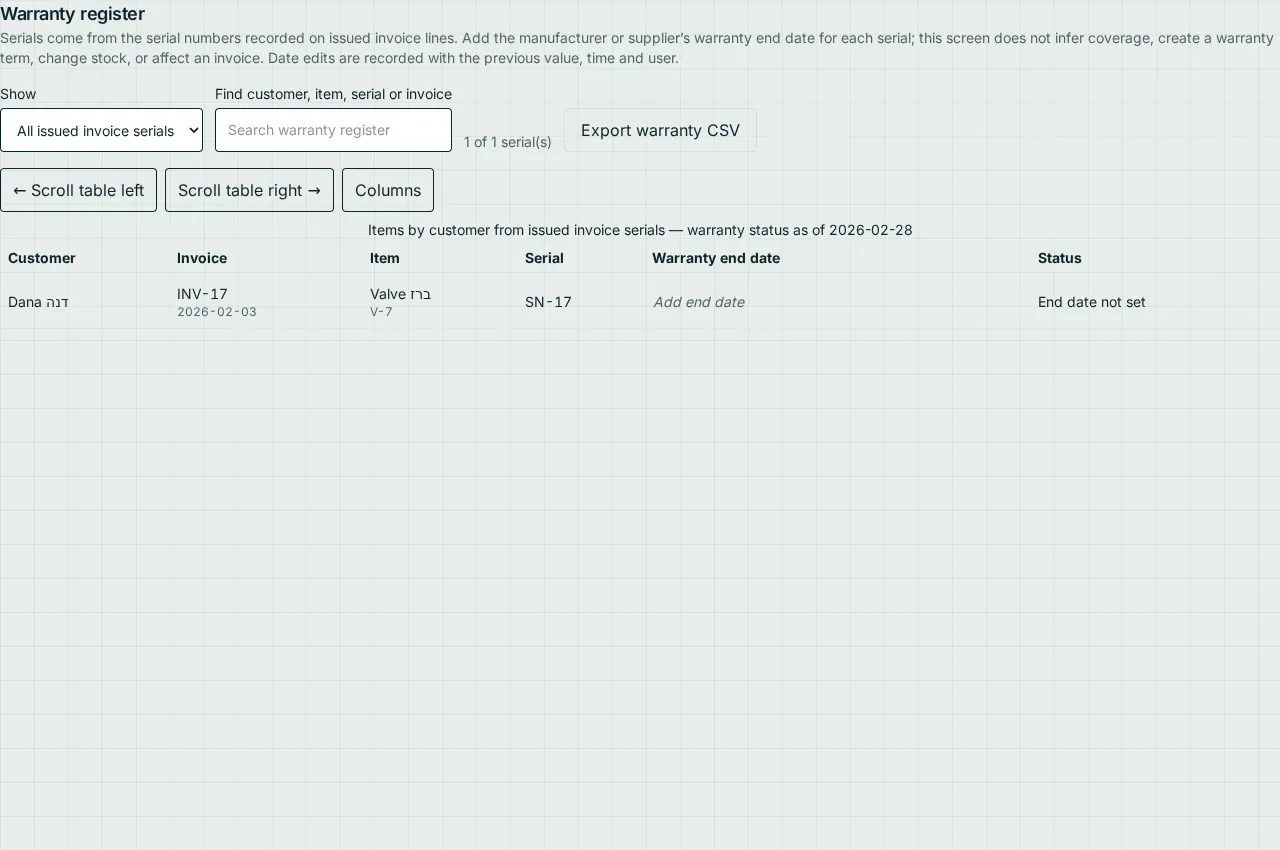 Warranty register
Serials come from the serial numbers recorded on issued invoice lines. Add the manufacturer or supplier’s warranty end date for each serial; this screen does not infer coverage, create a warranty
term, change stock, or affect an invoice. Date edits are recorded with the previous value, time and user.
Show
Find customer, item, serial or invoice
All issued invoice serials
Search warranty register
1 of 1 serial(s)
Export warranty CSV
← Scroll table left
Scroll table right →
Columns
Items by customer from issued invoice serials — warranty status as of 2026-02-28
Customer Invoice Item Serial Warranty end date Status
Dana דנה
INV-17
2026-02-03
Valve ברז
V-7
SN-17
Add end date
End date not set